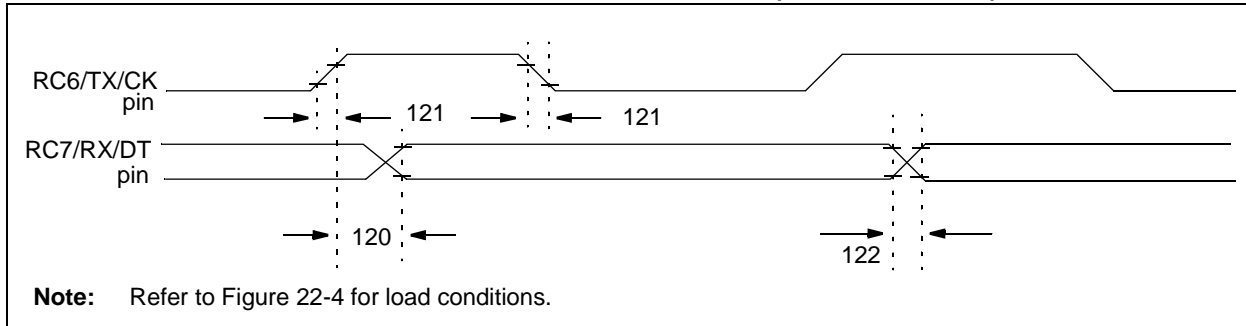 RC6/TX/CK
pin
121
121
RC7/RX/DT
pin
120
122
Note: Refer to Figure 22-4 for load conditions.